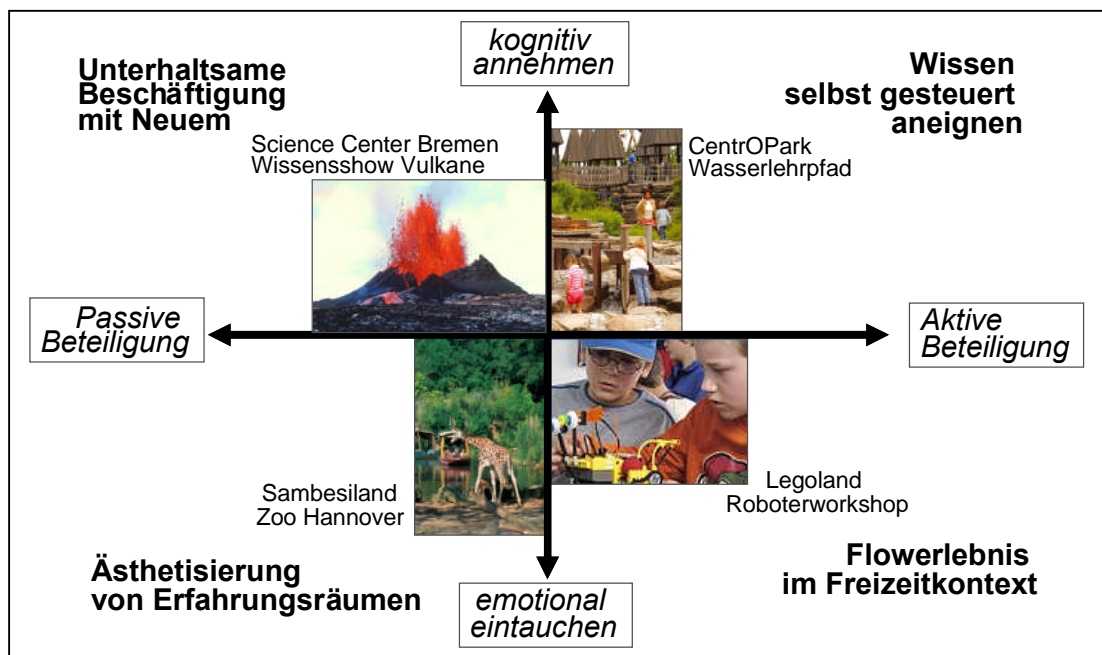 kognitiv
annehmen
Unterhaltsame
Beschäftigung
mit Neuem
Wissen
selbst gesteuert
aneignen
Science Center Bremen
Wissensshow Vulkane
CentrOPark
Wasserlehrpfad
Passive
Beteiligung
Aktive
Beteiligung
Sambesiland
Zoo Hannover
Legoland
Roboterworkshop
Ästhetisierung
von Erfahrungsräumen
Flowerlebnis
im Freizeitkontext
emotional
eintauchen